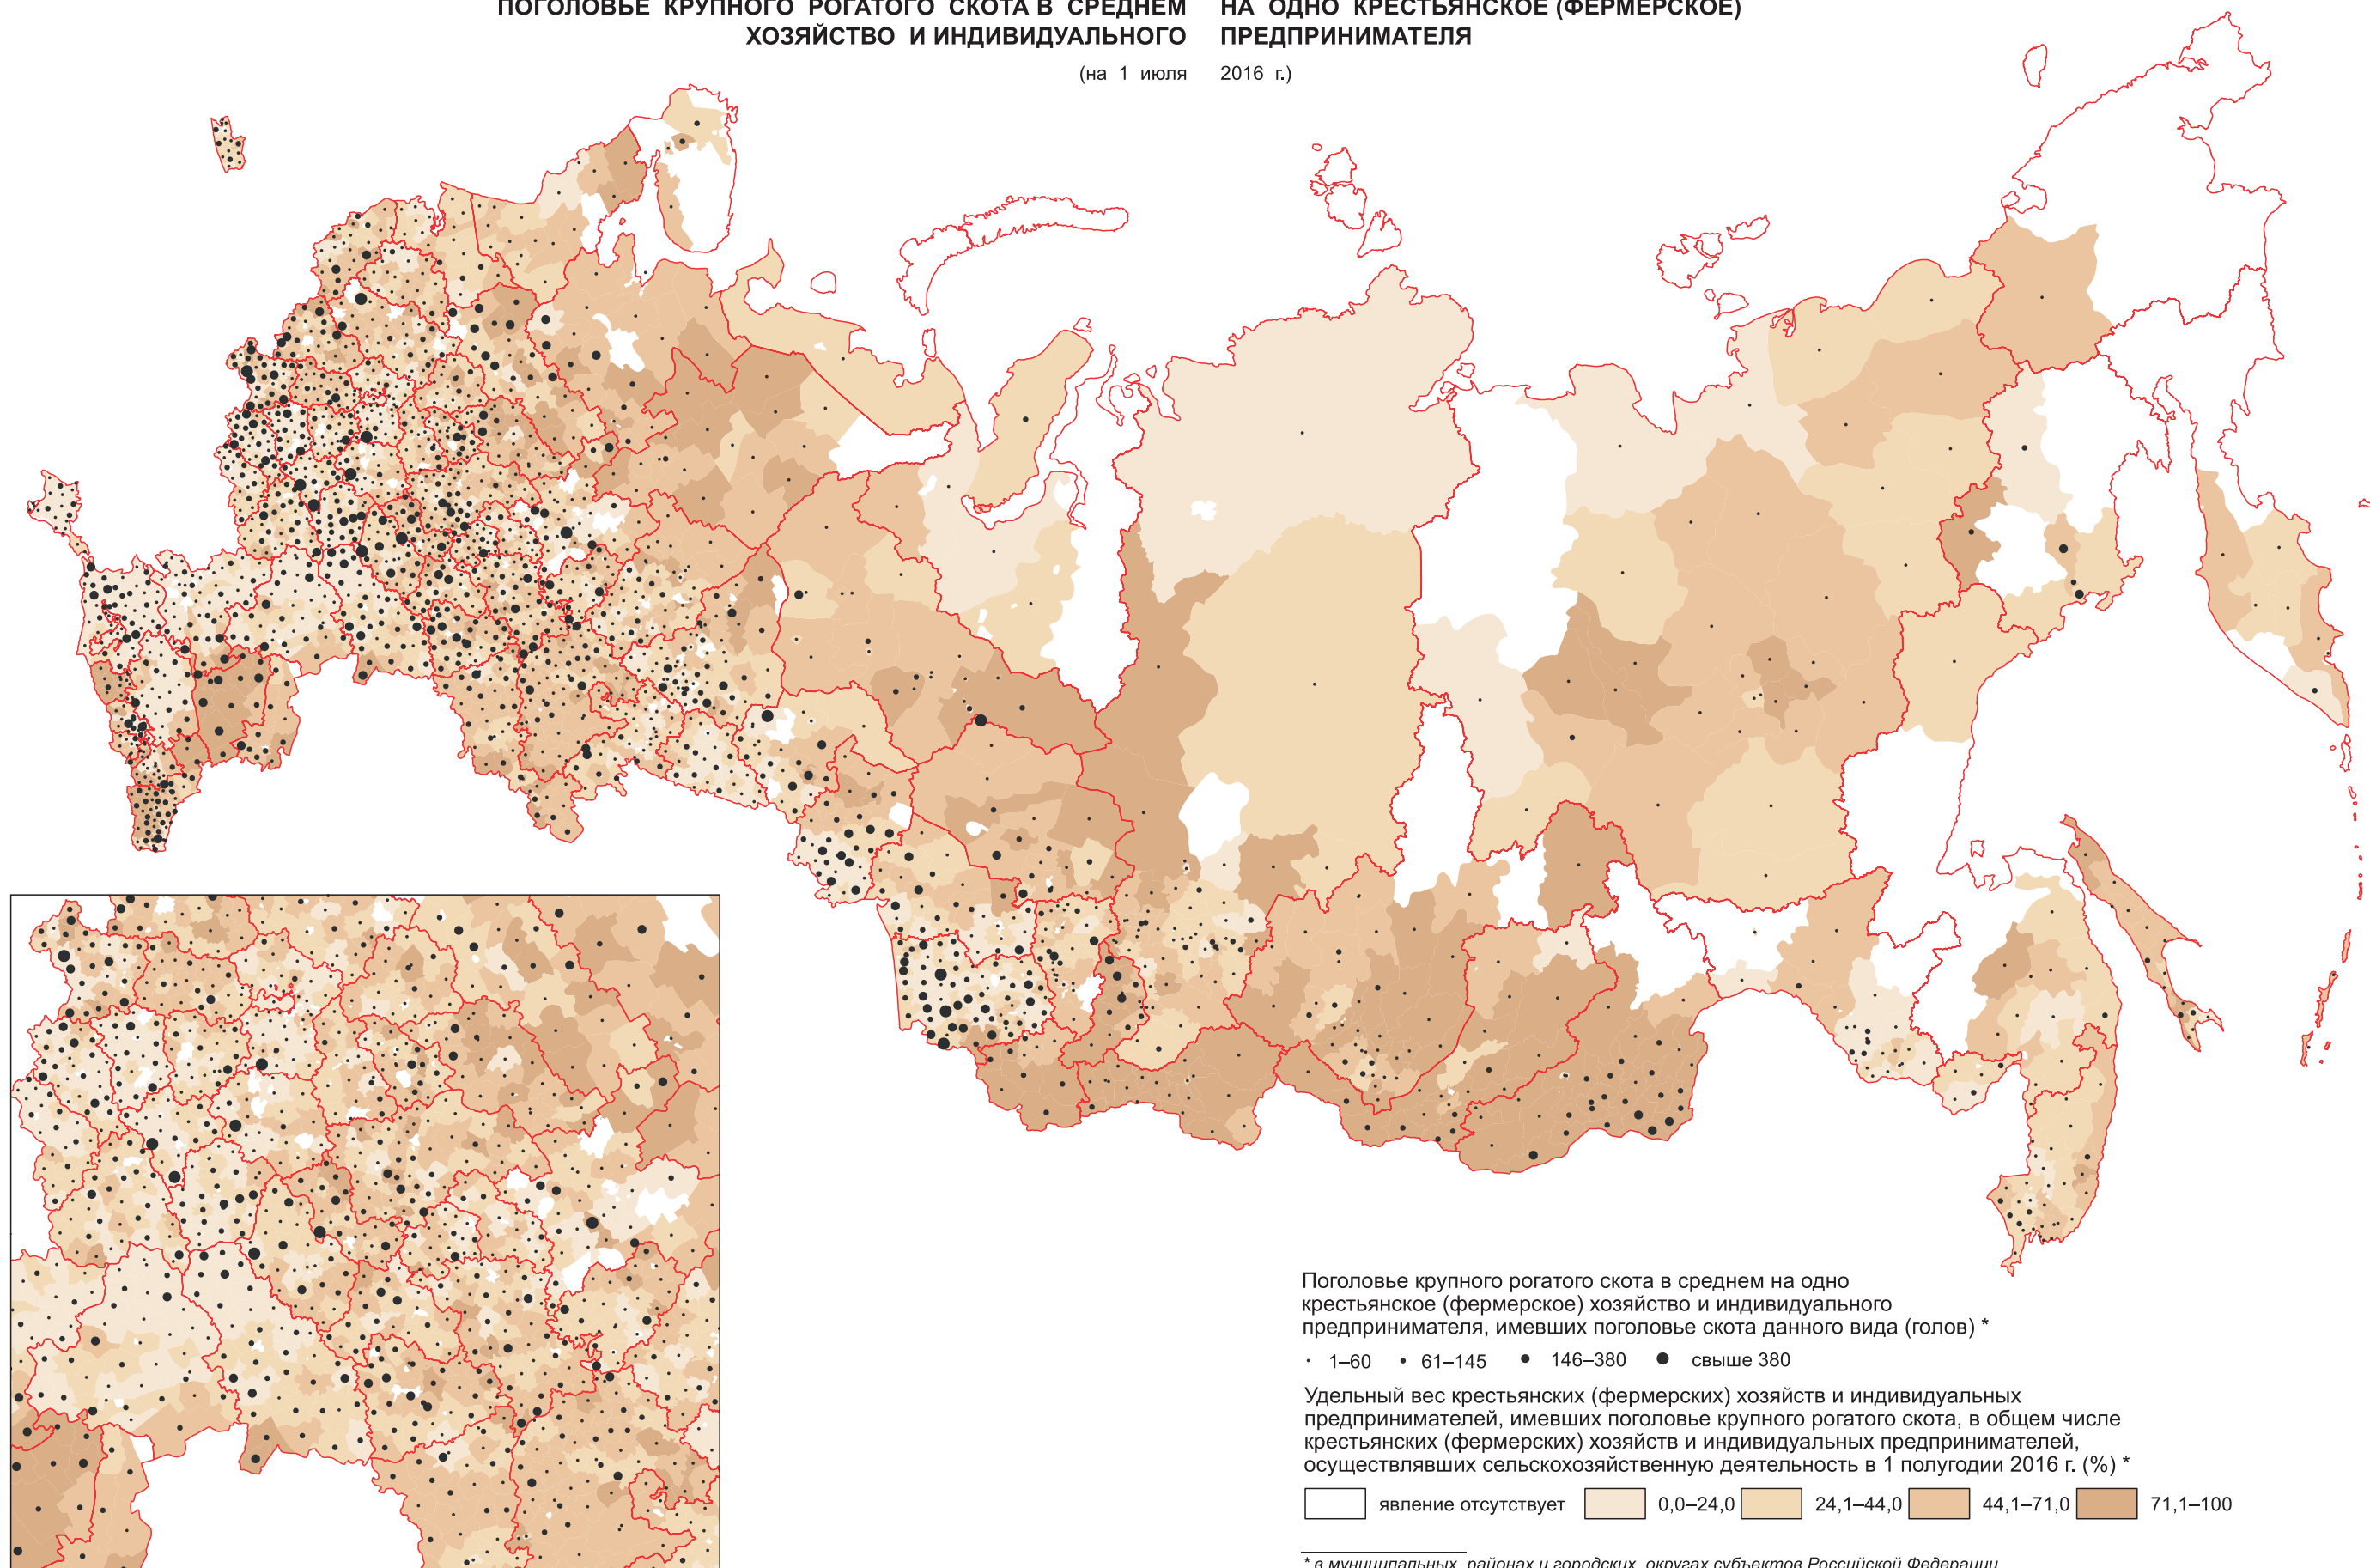 ПОГОЛОВЬЕ КРУПНОГО РОГАТОГО СКОТА В СРЕДНЕМ НА ОДНО КРЕСТЬЯНСКОЕ (ФЕРМЕРСКОЕ)
ХОЗЯЙСТВО И ИНДИВИДУАЛЬНОГО ПРЕДПРИНИМАТЕЛЯ
(на 1 июля 2016 г.)
Поголовье крупного рогатого скота в среднем на одно
крестьянское (фермерское) хозяйство и индивидуального
предпринимателя, имевших поголовье скота данного вида (голов) *
1–60 61–145 146–380 свыше 380
Удельный вес крестьянских (фермерских) хозяйств и индивидуальных
предпринимателей, имевших поголовье крупного рогатого скота, в общем числе
крестьянских (фермерских) хозяйств и индивидуальных предпринимателей,
осуществлявших сельскохозяйственную деятельность в 1 полугодии 2016 г. (%) *
явление отсутствует 0,0–24,0 24,1–44,0 44,1–71,0 71,1–100
* в муниципальных районах и городских округах субъектов Российской Федерации